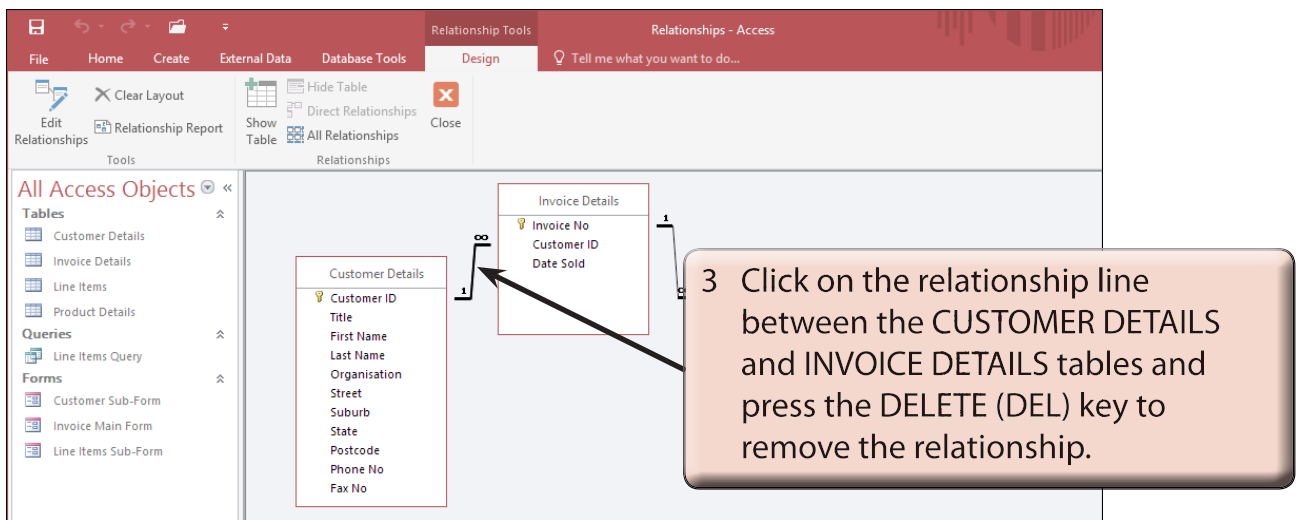 Relationship Tools
Relationships - Access
File Home Create External Data Database Tools Design Tell me what you want to do...
Edit Relationships
Clear Layout
Relationship Report
Tools
Show Table
Hide Table
Direct Relationships
All Relationships
Relationships
Close
All Access Objects «
Tables
Customer Details
Invoice Details
Line Items
Product Details
Queries
Line Items Query
Forms
Customer Sub-Form
Invoice Main Form
Line Items Sub-Form
Customer Details
Customer ID
Title
First Name
Last Name
Organisation
Street
Suburb
State
Postcode
Phone No
Fax No
1
∞
Invoice Details
Invoice No
Customer ID
Date Sold
1
3 Click on the relationship line
between the CUSTOMER DETAILS
and INVOICE DETAILS tables and
press the DELETE (DEL) key to
remove the relationship.